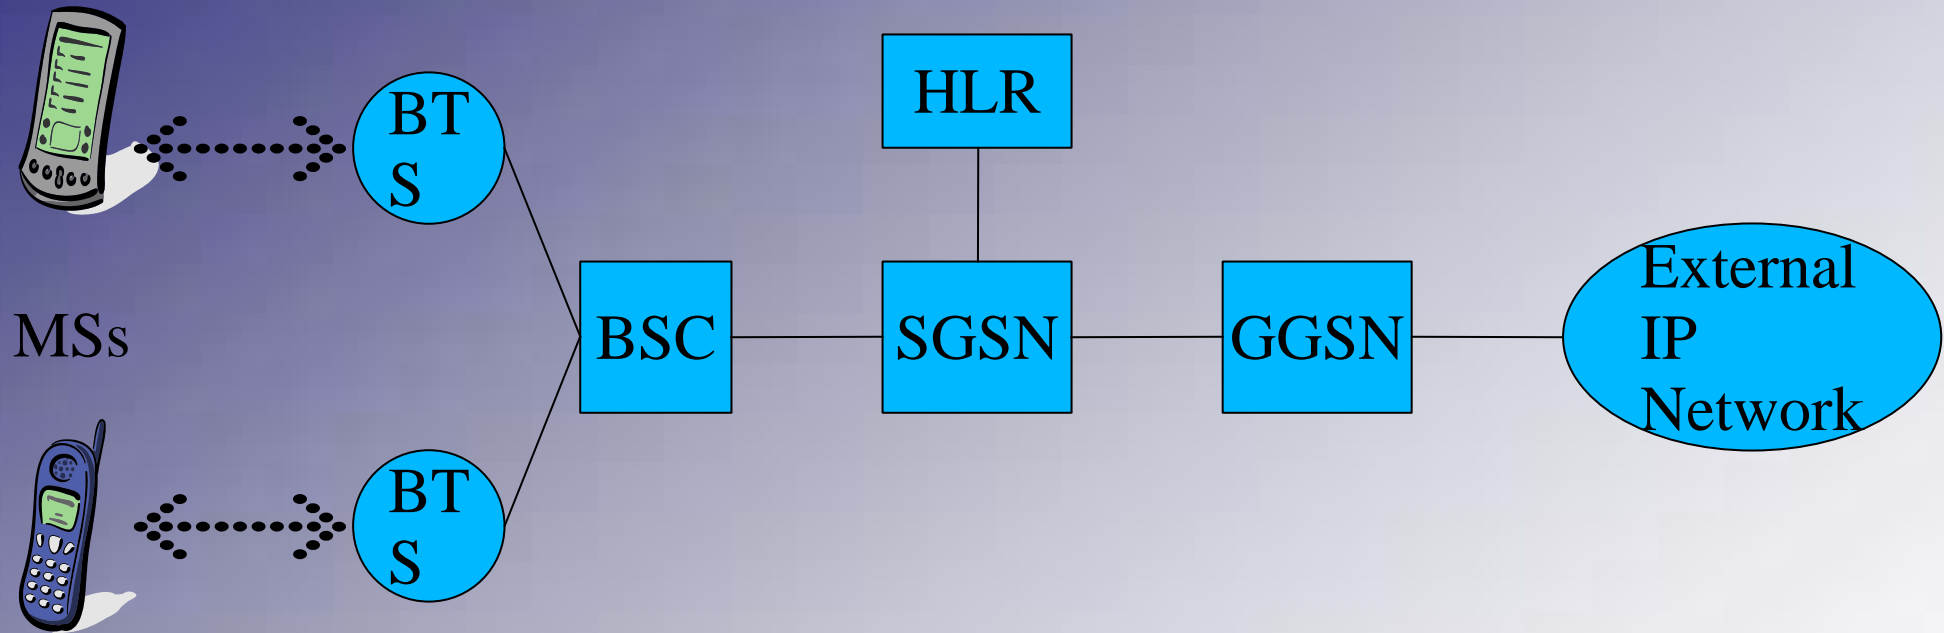 BT
S
HLR
MSs
BSC
SGSN
GGSN
External
IP
Network
BT
S